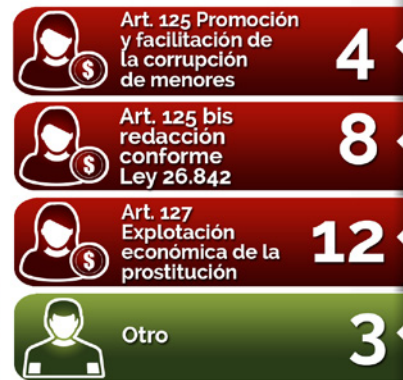 Art. 125 Promoción
y facilitación de
la corrupción
de menores
4
$
Art. 125 bis
redacción
conforme
Ley 26.842
8
$
Art. 127
Explotación
económica de la
prostitución
12
$
Otro
3